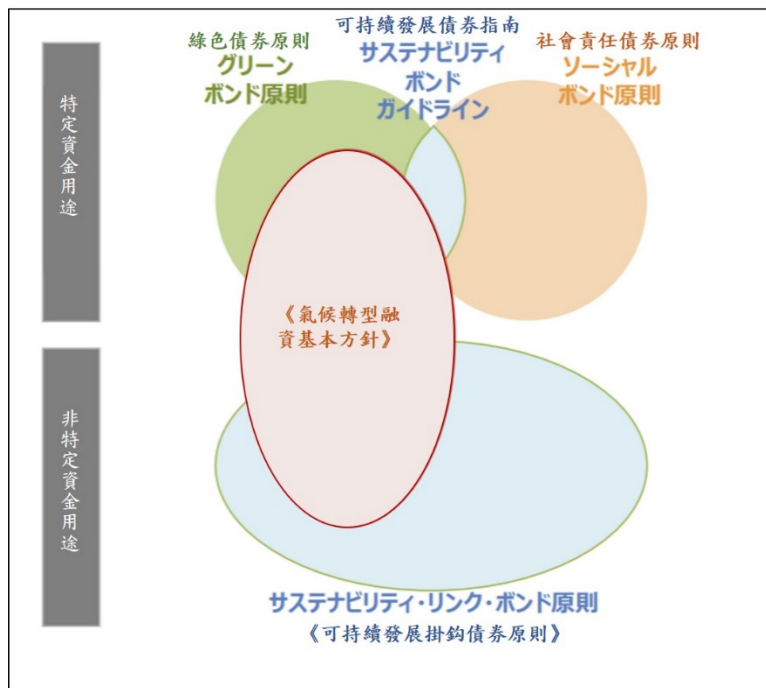 特定資金用途
綠色債券原則
グリーン
ボンド原則
可持續發展債券指南
サステナビリティ
ボンド
ガイドライン
社會責任債券原則
ソーシャル
ボンド原則
《氣候轉型融
資基本方針》
非特定資金用途
サステナビリティ・リンク・ボンド原則
《可持續發展掛鈎債券原則》